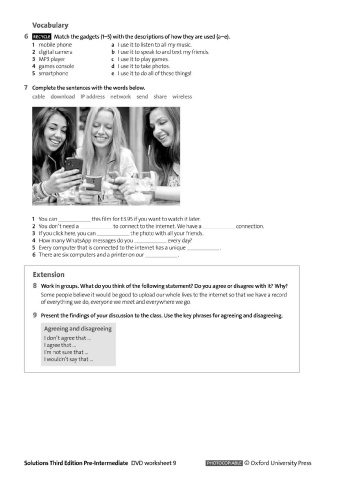 Vocabulary
6 RECYCLE Match the gadgets (1–5) with the descriptions of how they are used (a–e).
1 mobile phone
2 digital camera
3 MP3 player
4 games console
5 smartphone
a I use it to listen to all my music.
b I use it to speak to and text my friends.
c I use it to play games.
d I use it to take photos.
e I use it to do all of these things!
7 Complete the sentences with the words below.
cable download IP address network send share wireless
1 You can ____________ this film for £3.95 if you want to watch it later.
2 You don't need a ____________ to connect to the internet. We have a ____________ connection.
3 If you click here, you can ____________ the photo with all your friends.
4 How many WhatsApp messages do you ____________ every day?
5 Every computer that is connected to the internet has a unique ____________.
6 There are six computers and a printer on our ____________.
Extension
8 Work in groups. What do you think of the following statement? Do you agree or disagree with it? Why?
Some people believe it would be good to upload our whole lives to the internet so that we have a record
of everything we do, everyone we meet and everywhere we go.
9 Present the findings of your discussion to the class. Use the key phrases for agreeing and disagreeing.
Agreeing and disagreeing
I don't agree that ...
I agree that ...
I'm not sure that ...
I wouldn't say that ...
Solutions Third Edition Pre-Intermediate DVD worksheet 9 PHOTOCOPIABLE © Oxford University Press